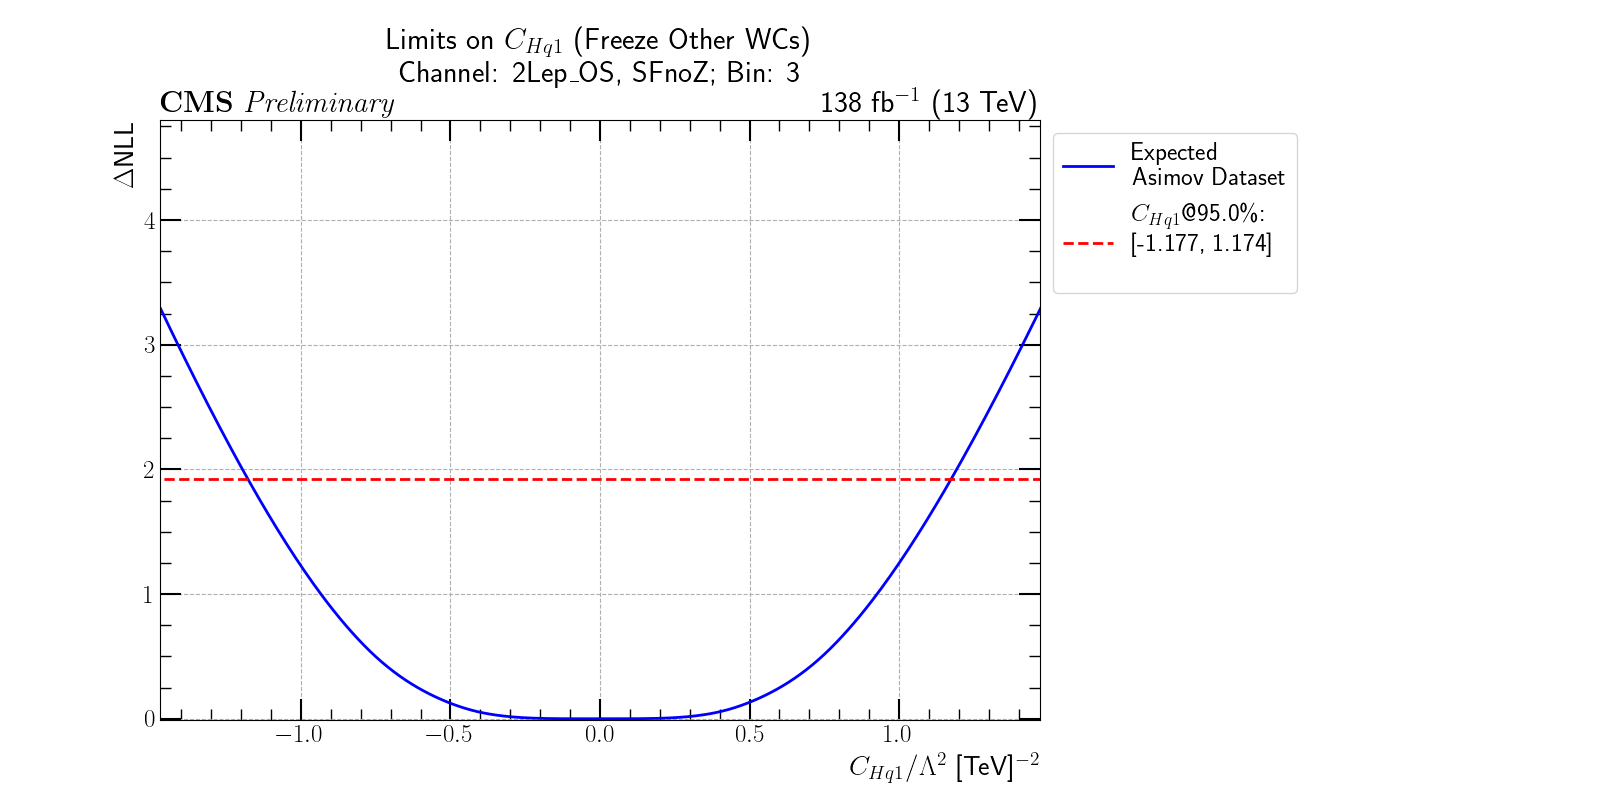 Limits on C_{Hq1} (Freeze Other WCs)
Channel: 2Lep_OS, SFnoZ; Bin: 3
CMS Preliminary
138 fb⁻¹ (13 TeV)
ΔNLL
4
3
2
1
0
−1.0
−0.5
0.0
0.5
1.0
C_{Hq1}/Λ² [TeV]⁻²
Expected
Asimov Dataset
C_{Hq1}@95.0%:
[-1.177, 1.174]